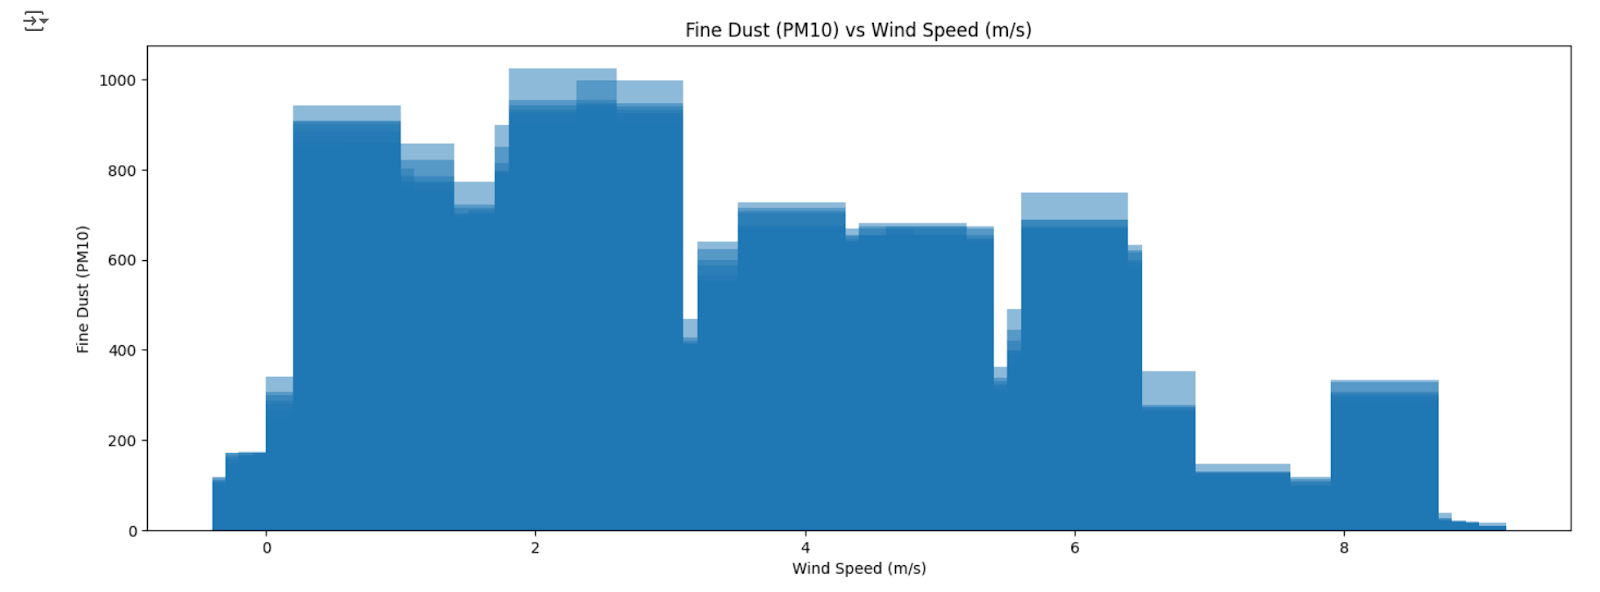 Fine Dust (PM10) vs Wind Speed (m/s)
1000
800
600
400
200
0
Fine Dust (PM10)
0 2 4 6 8
Wind Speed (m/s)